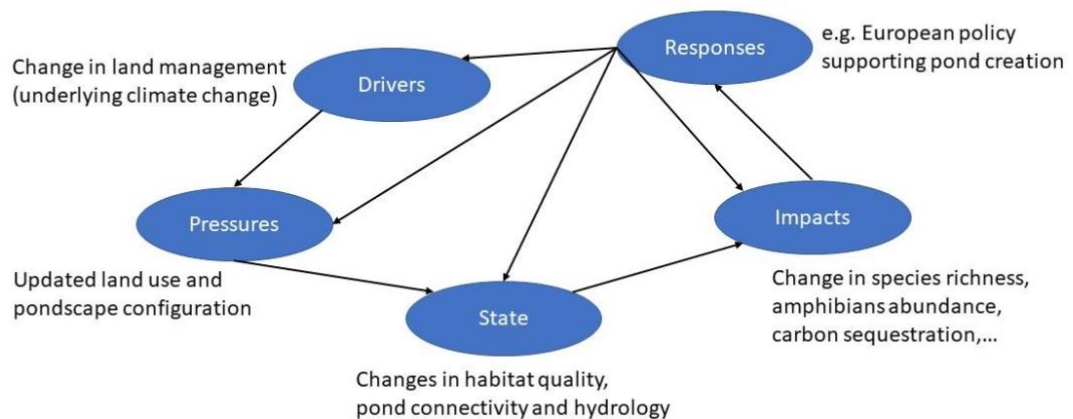 Responses
e.g. European policy
supporting pond creation
Change in land management
(underlying climate change)
Drivers
Pressures
Impacts
Updated land use and
pondscape configuration
Change in species richness,
amphibians abundance,
carbon sequestration,...
State
Changes in habitat quality,
pond connectivity and hydrology